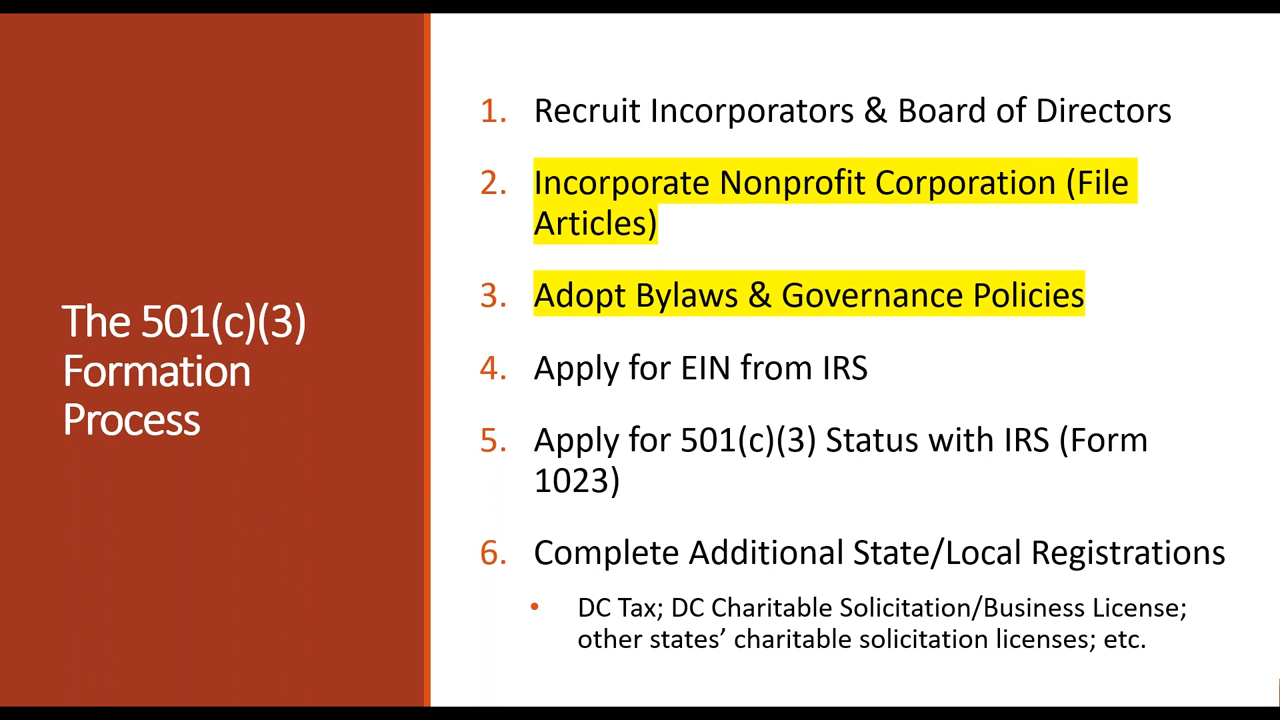 The 501(c)(3)
Formation
Process
1. Recruit Incorporators & Board of Directors
2. Incorporate Nonprofit Corporation (File
Articles)
3. Adopt Bylaws & Governance Policies
4. Apply for EIN from IRS
5. Apply for 501(c)(3) Status with IRS (Form
1023)
6. Complete Additional State/Local Registrations
• DC Tax; DC Charitable Solicitation/Business License;
other states’ charitable solicitation licenses; etc.